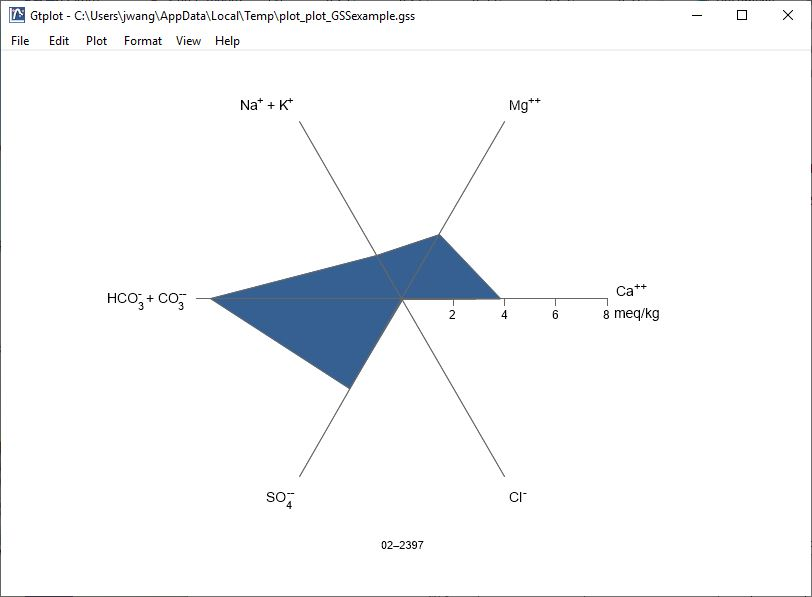 Gtplot - C:\Users\jwang\AppData\Local\Temp\plot_plot_GSSexample.gss
File Edit Plot Format View Help
Na⁺ + K⁺
Mg⁺⁺
HCO₃⁻ + CO₃⁻⁻
Ca⁺⁺
2 4 6 8 meq/kg
SO₄⁻⁻
Cl⁻
02–2397